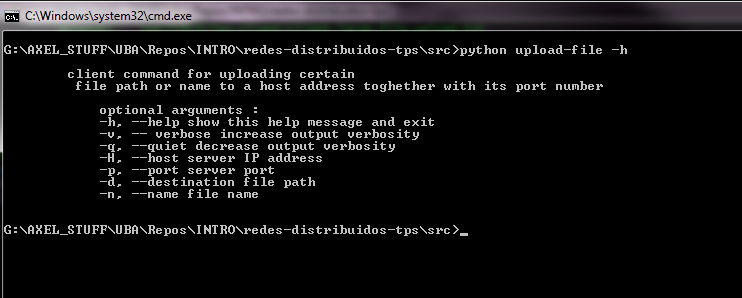 C:\Windows\system32\cmd.exe
G:\AXEL_STUFF\UBA\Repos\INTRO\redes-distribuidos-tps\src>python upload-file -h
client command for uploading certain
file path or name to a host address toghether with its port number
optional arguments :
-h, --help show this help message and exit
-v, -- verbose increase output verbosity
-q, --quiet decrease output verbosity
-H, --host server IP address
-p, --port server port
-d, --destination file path
-n, --name file name
G:\AXEL_STUFF\UBA\Repos\INTRO\redes-distribuidos-tps\src>_